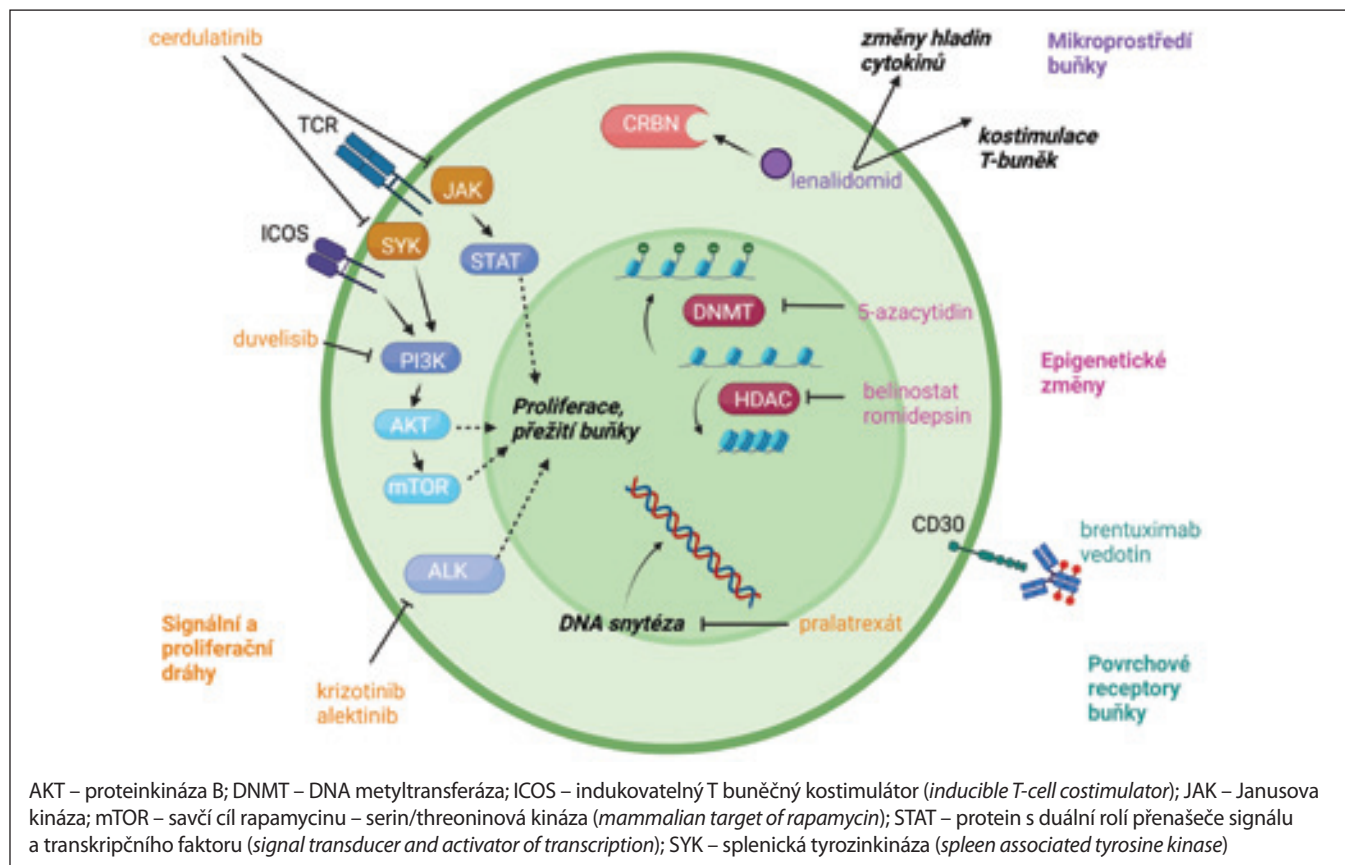 cerdulatinib
změny hladin
cytokinů
Mikroprostředí
buňky
TCR
CRBN
kostimulace
T-buněk
JAK
lenalidomid
ICOS
SYK
STAT
DNMT
5-azacytidin
duvelisib
PI3K
Epigenetické
změny
HDAC
belinostat
romidepsin
Proliferace,
přežití buňky
AKT
mTOR
CD30
brentuximab
vedotin
ALK
DNA snytéza
pralatrexát
Signální a
proliferační
dráhy
Povrchové
receptory
buňky
krizotinib
alektinib
AKT – proteinkináza B; DNMT – DNA metyltransferáza; ICOS – indukovatelný T buněčný kostimulátor (inducible T-cell costimulator); JAK – Janusova
kináza; mTOR – savčí cíl rapamycinu – serin/threoninová kináza (mammalian target of rapamycin); STAT – protein s duální rolí přenašeče signálu
a transkripčního faktoru (signal transducer and activator of transcription); SYK – splenická tyrozinkináza (spleen associated tyrosine kinase)